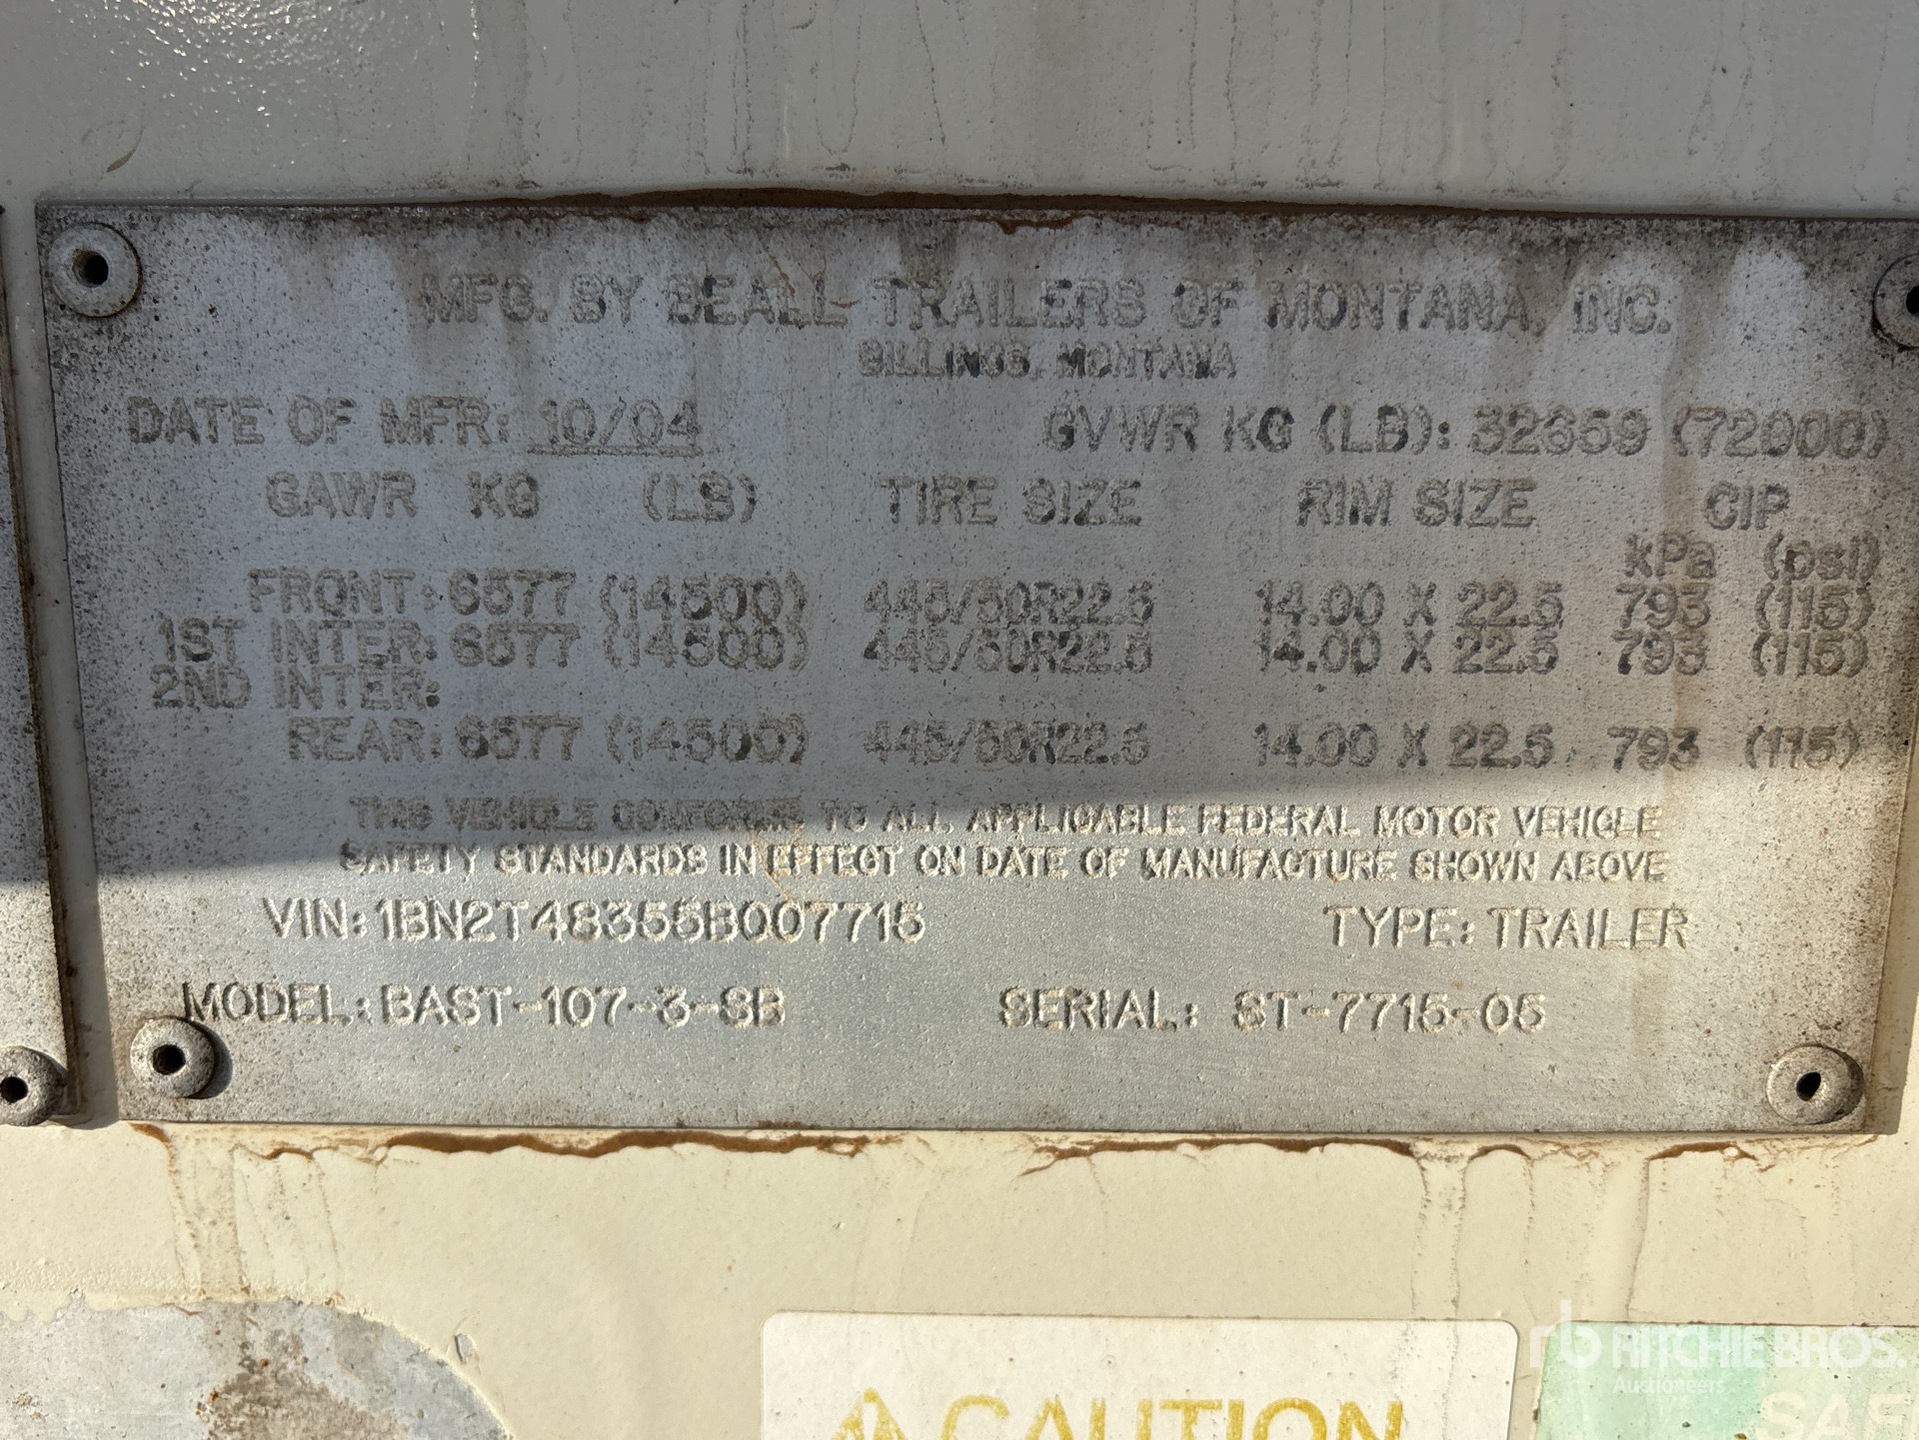 MFG. BY BEALL TRAILERS OF MONTANA, INC.
BILLINGS, MONTANA
DATE OF MFR: 10/04 GVWR KG (LB): 32659 (72000)
GAWR KG (LB) TIRE SIZE RIM SIZE CIP
kPa (psi)
FRONT: 6577 (14500) 445/50R22.5 14.00 X 22.5 793 (115)
1ST INTER: 6577 (14500) 445/50R22.5 14.00 X 22.5 793 (115)
2ND INTER:
REAR: 6577 (14500) 445/50R22.5 14.00 X 22.5 793 (115)
THIS VEHICLE CONFORMS TO ALL APPLICABLE FEDERAL MOTOR VEHICLE
SAFETY STANDARDS IN EFFECT ON DATE OF MANUFACTURE SHOWN ABOVE
VIN: 1BN2T48355B007715 TYPE: TRAILER
MODEL: BAST-107-3-SB SERIAL: ST-7715-05
rb RITCHIE BROS.
Auctioneers
CAUTION
SAF